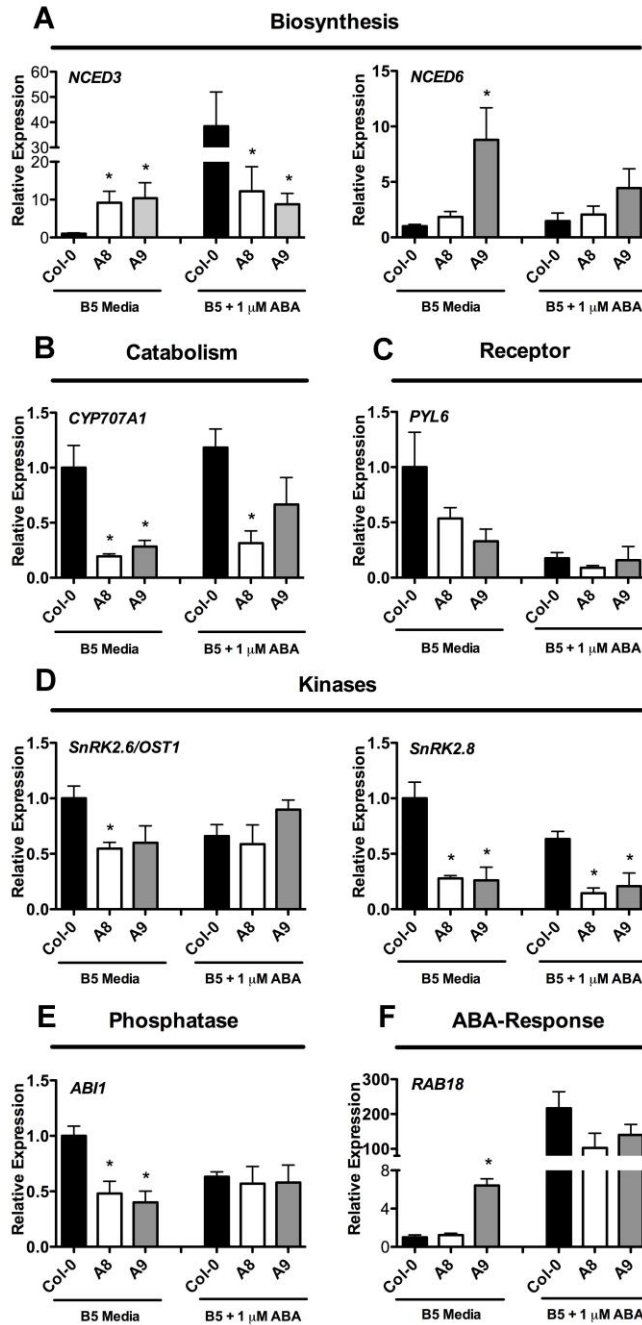 A
Biosynthesis
NCED3
Relative Expression
60
50
40
30
20
10
0
*
*
*
*
Col-0 A8 A9 Col-0 A8 A9
B5 Media B5 + 1 μM ABA
NCED6
Relative Expression
15
10
5
0
*
Col-0 A8 A9 Col-0 A8 A9
B5 Media B5 + 1 μM ABA
B Catabolism
CYP707A1
Relative Expression
1.5
1.0
0.5
0.0
*
*
*
Col-0 A8 A9 Col-0 A8 A9
B5 Media B5 + 1 μM ABA
C Receptor
PYL6
Relative Expression
1.5
1.0
0.5
0.0
Col-0 A8 A9 Col-0 A8 A9
B5 Media B5 + 1 μM ABA
D Kinases
SnRK2.6/OST1
Relative Expression
1.5
1.0
0.5
0.0
*
Col-0 A8 A9 Col-0 A8 A9
B5 Media B5 + 1 μM ABA
SnRK2.8
Relative Expression
1.5
1.0
0.5
0.0
*
*
*
*
Col-0 A8 A9 Col-0 A8 A9
B5 Media B5 + 1 μM ABA
E Phosphatase
ABI1
Relative Expression
1.5
1.0
0.5
0.0
*
*
Col-0 A8 A9 Col-0 A8 A9
B5 Media B5 + 1 μM ABA
F ABA-Response
RAB18
Relative Expression
300
200
100
8
4
0
*
Col-0 A8 A9 Col-0 A8 A9
B5 Media B5 + 1 μM ABA